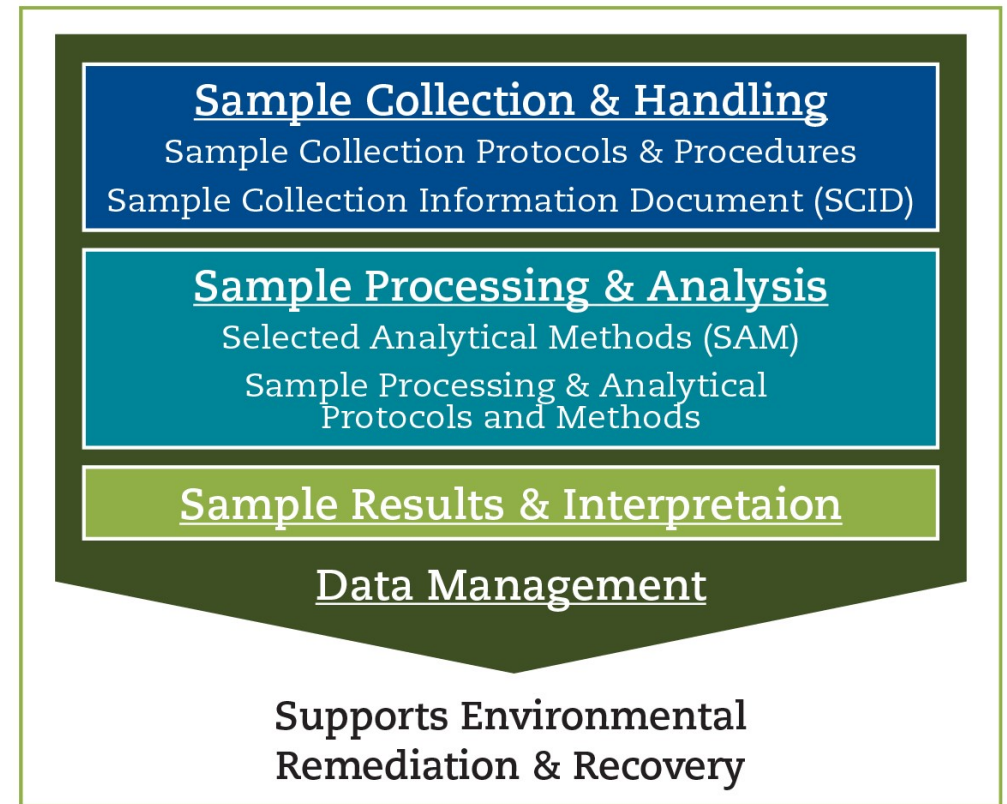 Sample Collection & Handling
Sample Collection Protocols & Procedures
Sample Collection Information Document (SCID)
Sample Processing & Analysis
Selected Analytical Methods (SAM)
Sample Processing & Analytical
Protocols and Methods
Sample Results & Interpretaion
Data Management
Supports Environmental
Remediation & Recovery